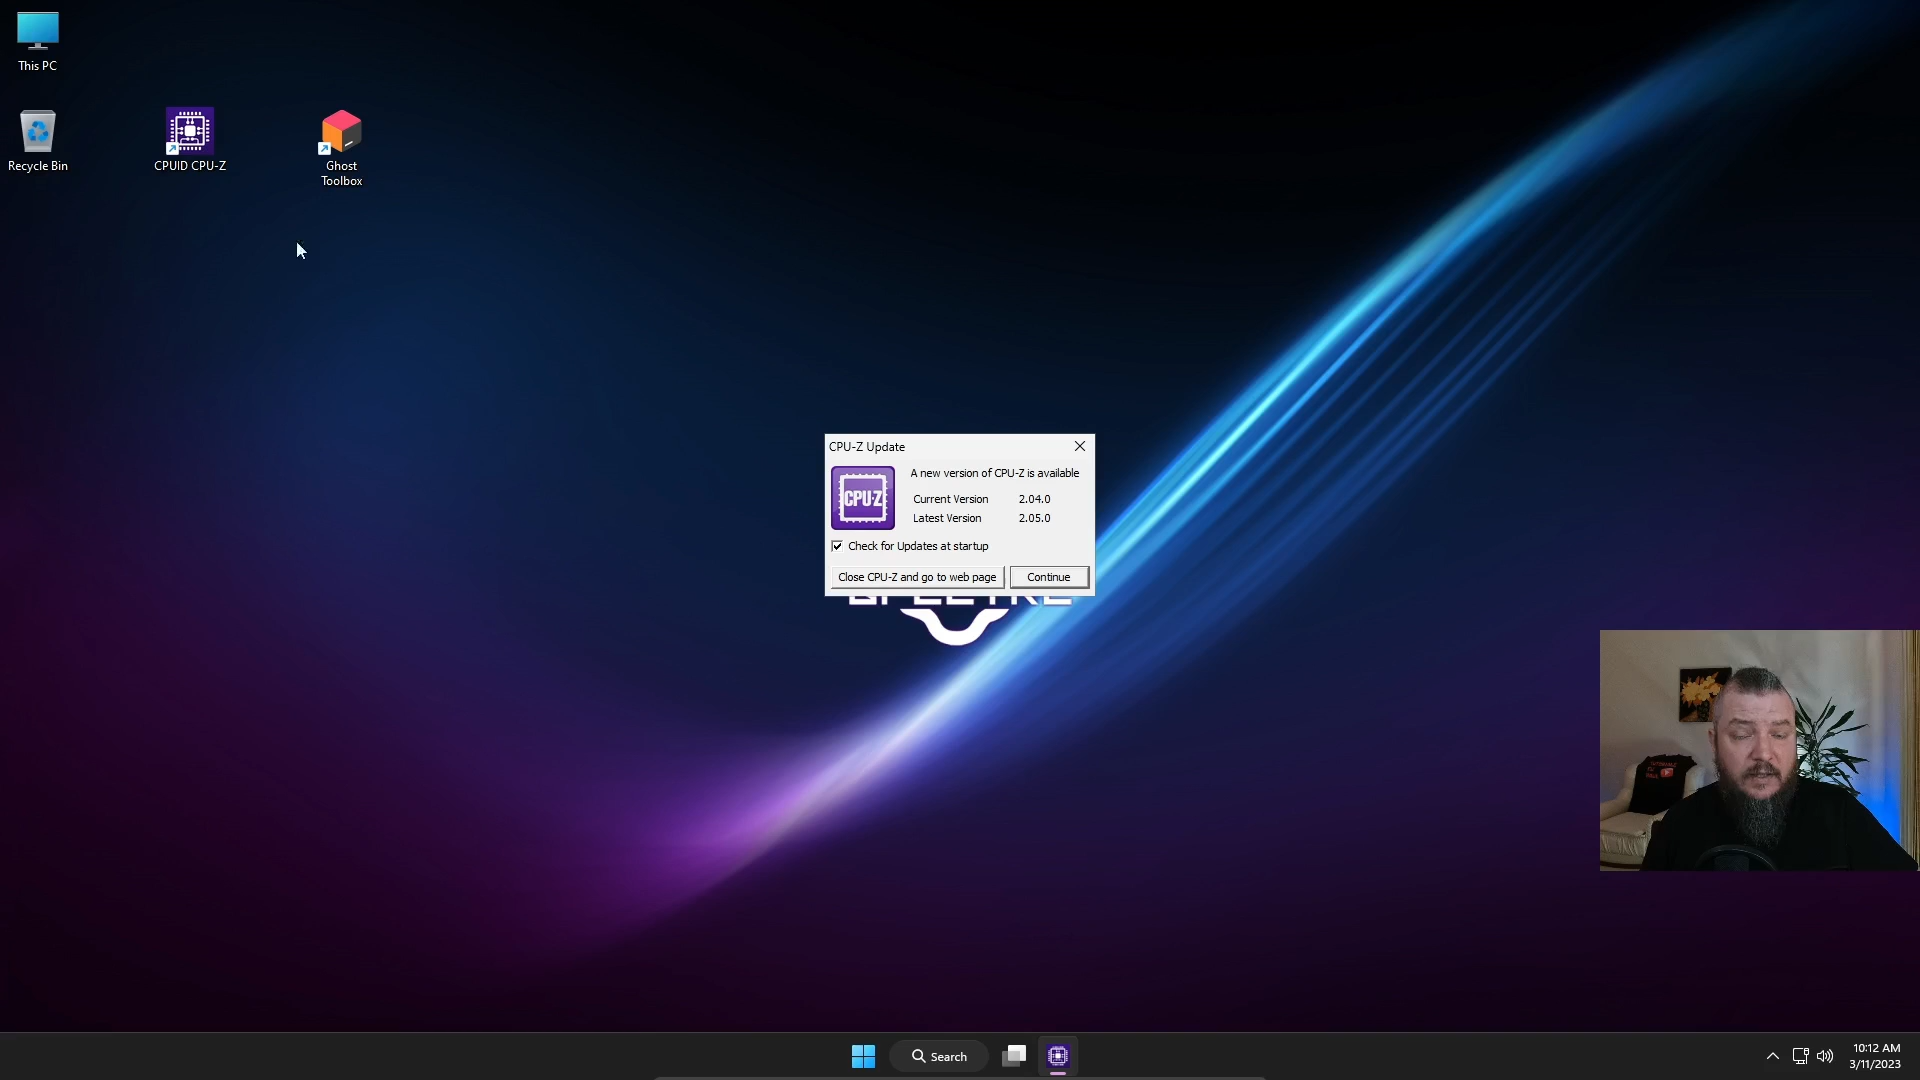 This PC
Recycle Bin
CPUID CPU-Z
Ghost
Toolbox
CPU-Z Update
CPU-Z
A new version of CPU-Z is available
Current Version 2.04.0
Latest Version 2.05.0
Check for Updates at startup
Close CPU-Z and go to web page
Continue
Search
10:12 AM
3/11/2023